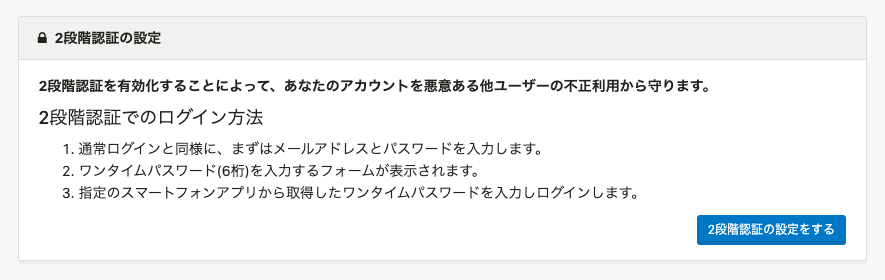 2段階認証の設定
2段階認証を有効化することによって、あなたのアカウントを悪意ある他ユーザーの不正利用から守ります。
2段階認証でのログイン方法
1. 通常ログインと同様に、まずはメールアドレスとパスワードを入力します。
2. ワンタイムパスワード(6桁)を入力するフォームが表示されます。
3. 指定のスマートフォンアプリから取得したワンタイムパスワードを入力しログインします。
2段階認証の設定をする